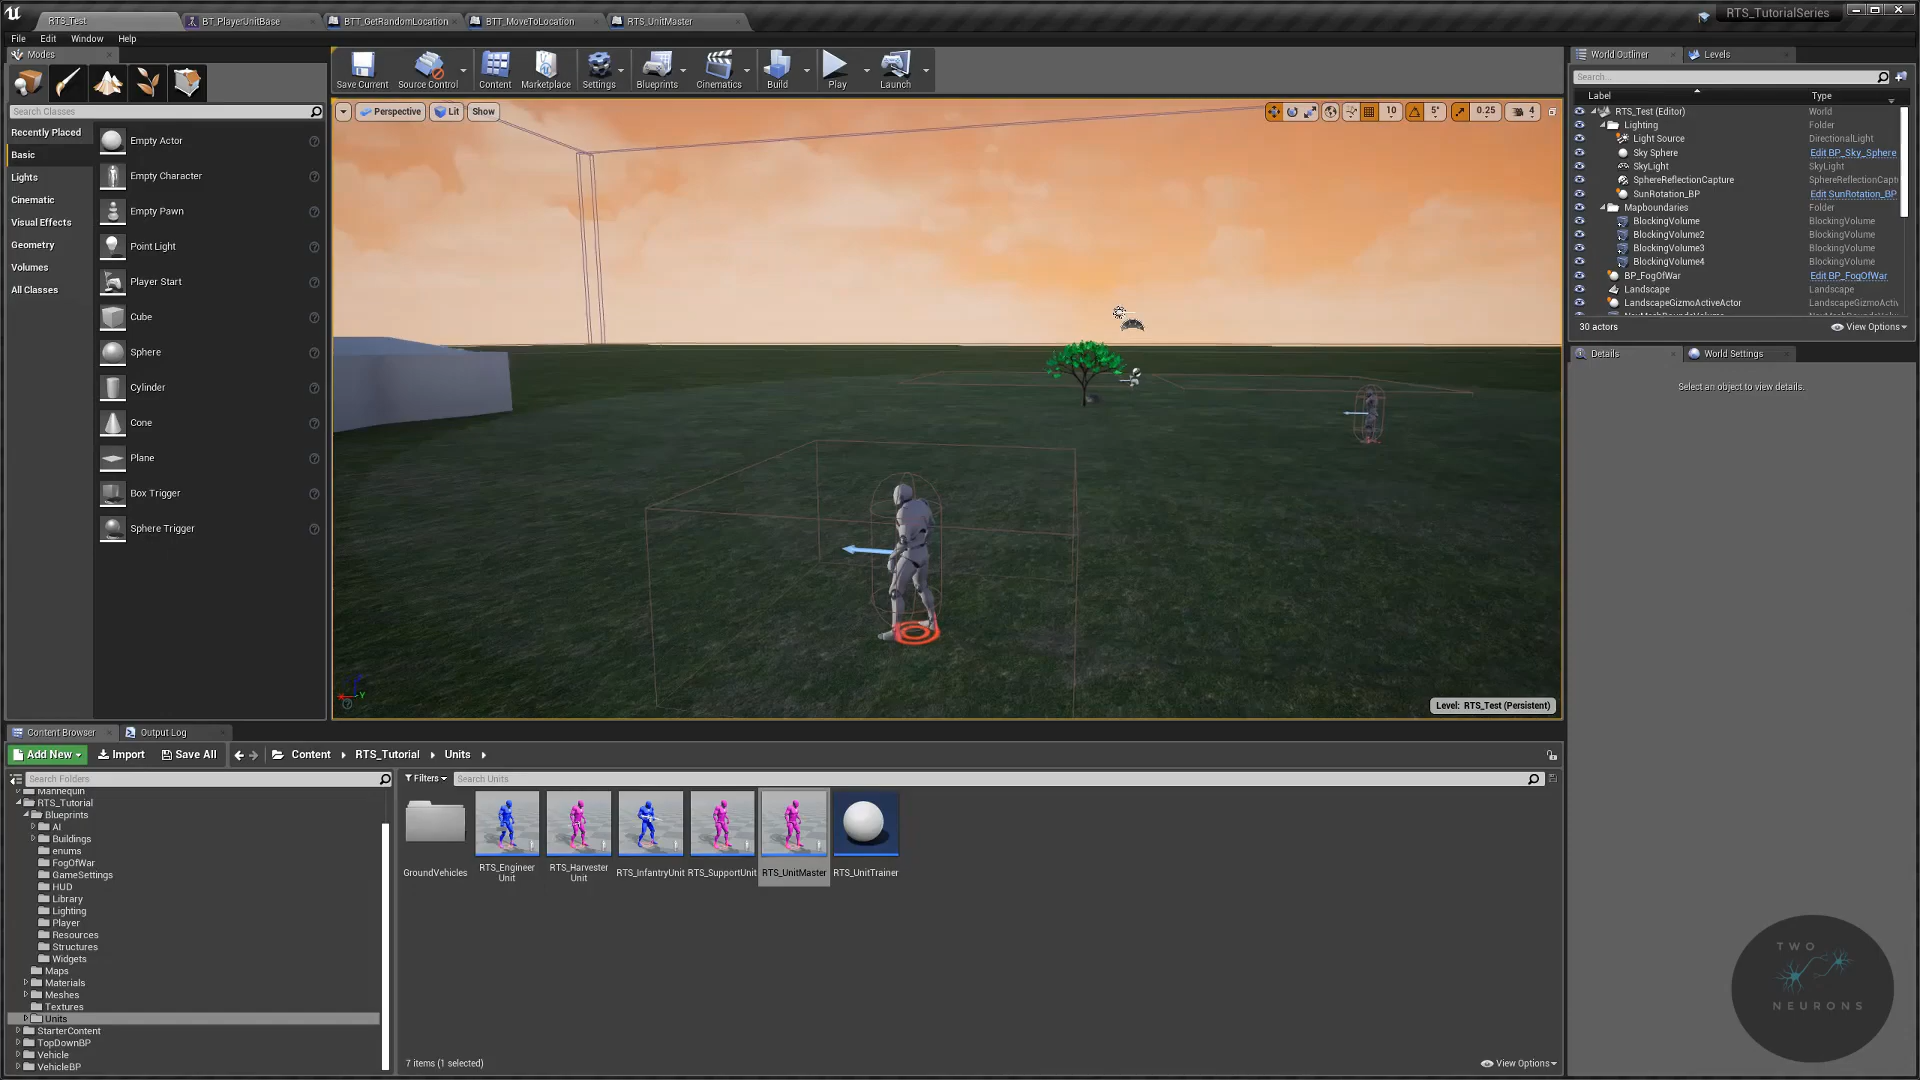 RTS_Test
BT_PlayerUnitBase
BTT_GetRandomLocation
BTT_MoveToLocation
RTS_UnitMaster
RTS_TutorialSeries
File Edit Window Help
Modes
Save Current
Source Control
Content
Marketplace
Settings
Blueprints
Cinematics
Build
Play
Launch
Search Classes
Recently Placed
Basic
Lights
Cinematic
Visual Effects
Geometry
Volumes
All Classes
Empty Actor
Empty Character
Empty Pawn
Point Light
Player Start
Cube
Sphere
Cylinder
Cone
Plane
Box Trigger
Sphere Trigger
Perspective
Lit
Show
10
5°
0.25
4
Y
Level: RTS_Test (Persistent)
World Outliner
Levels
Search...
Label Type
RTS_Test (Editor) World
Lighting Folder
Light Source DirectionalLight
Sky Sphere Edit BP_Sky_Sphere
SkyLight SkyLight
SphereReflectionCapture SphereReflectionCapt
SunRotation_BP Edit SunRotation_BP
Mapboundaries Folder
BlockingVolume BlockingVolume
BlockingVolume2 BlockingVolume
BlockingVolume3 BlockingVolume
BlockingVolume4 BlockingVolume
BP_FogOfWar Edit BP_FogOfWar
Landscape Landscape
LandscapeGizmoActiveActor LandscapeGizmoActiv
30 actors
View Options
Details
World Settings
Select an object to view details.
Content Browser
Output Log
Add New
Import
Save All
Content
RTS_Tutorial
Units
Search Folders
Filters
Search Units
Mannequin
RTS_Tutorial
Blueprints
AI
Buildings
enums
FogOfWar
GameSettings
HUD
Library
Lighting
Player
Resources
Structures
Widgets
Maps
Materials
Meshes
Textures
Units
StarterContent
TopDownBP
Vehicle
VehicleBP
GroundVehicles
RTS_Engineer
Unit
RTS_Harvester
Unit
RTS_InfantryUnit
RTS_SupportUnit
RTS_UnitMaster
RTS_UnitTrainer
7 items (1 selected)
View Options
TWO
NEURONS